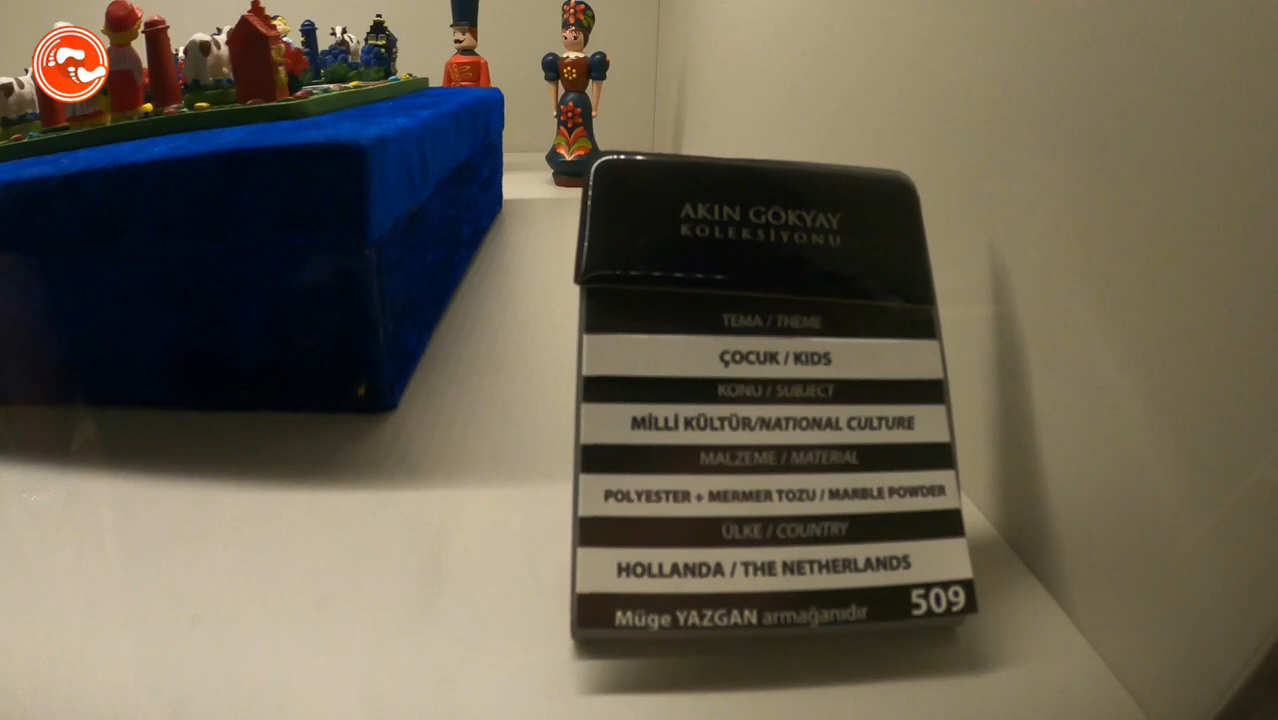 AKIN GÖKYAY
KOLEKSİYONU
TEMA / THEME
ÇOCUK / KIDS
KONU / SUBJECT
MİLLİ KÜLTÜR/NATIONAL CULTURE
MALZEME / MATERIAL
POLYESTER + MERMER TOZU / MARBLE POWDER
ÜLKE / COUNTRY
HOLLANDA / THE NETHERLANDS
Müge YAZGAN armağanıdır 509